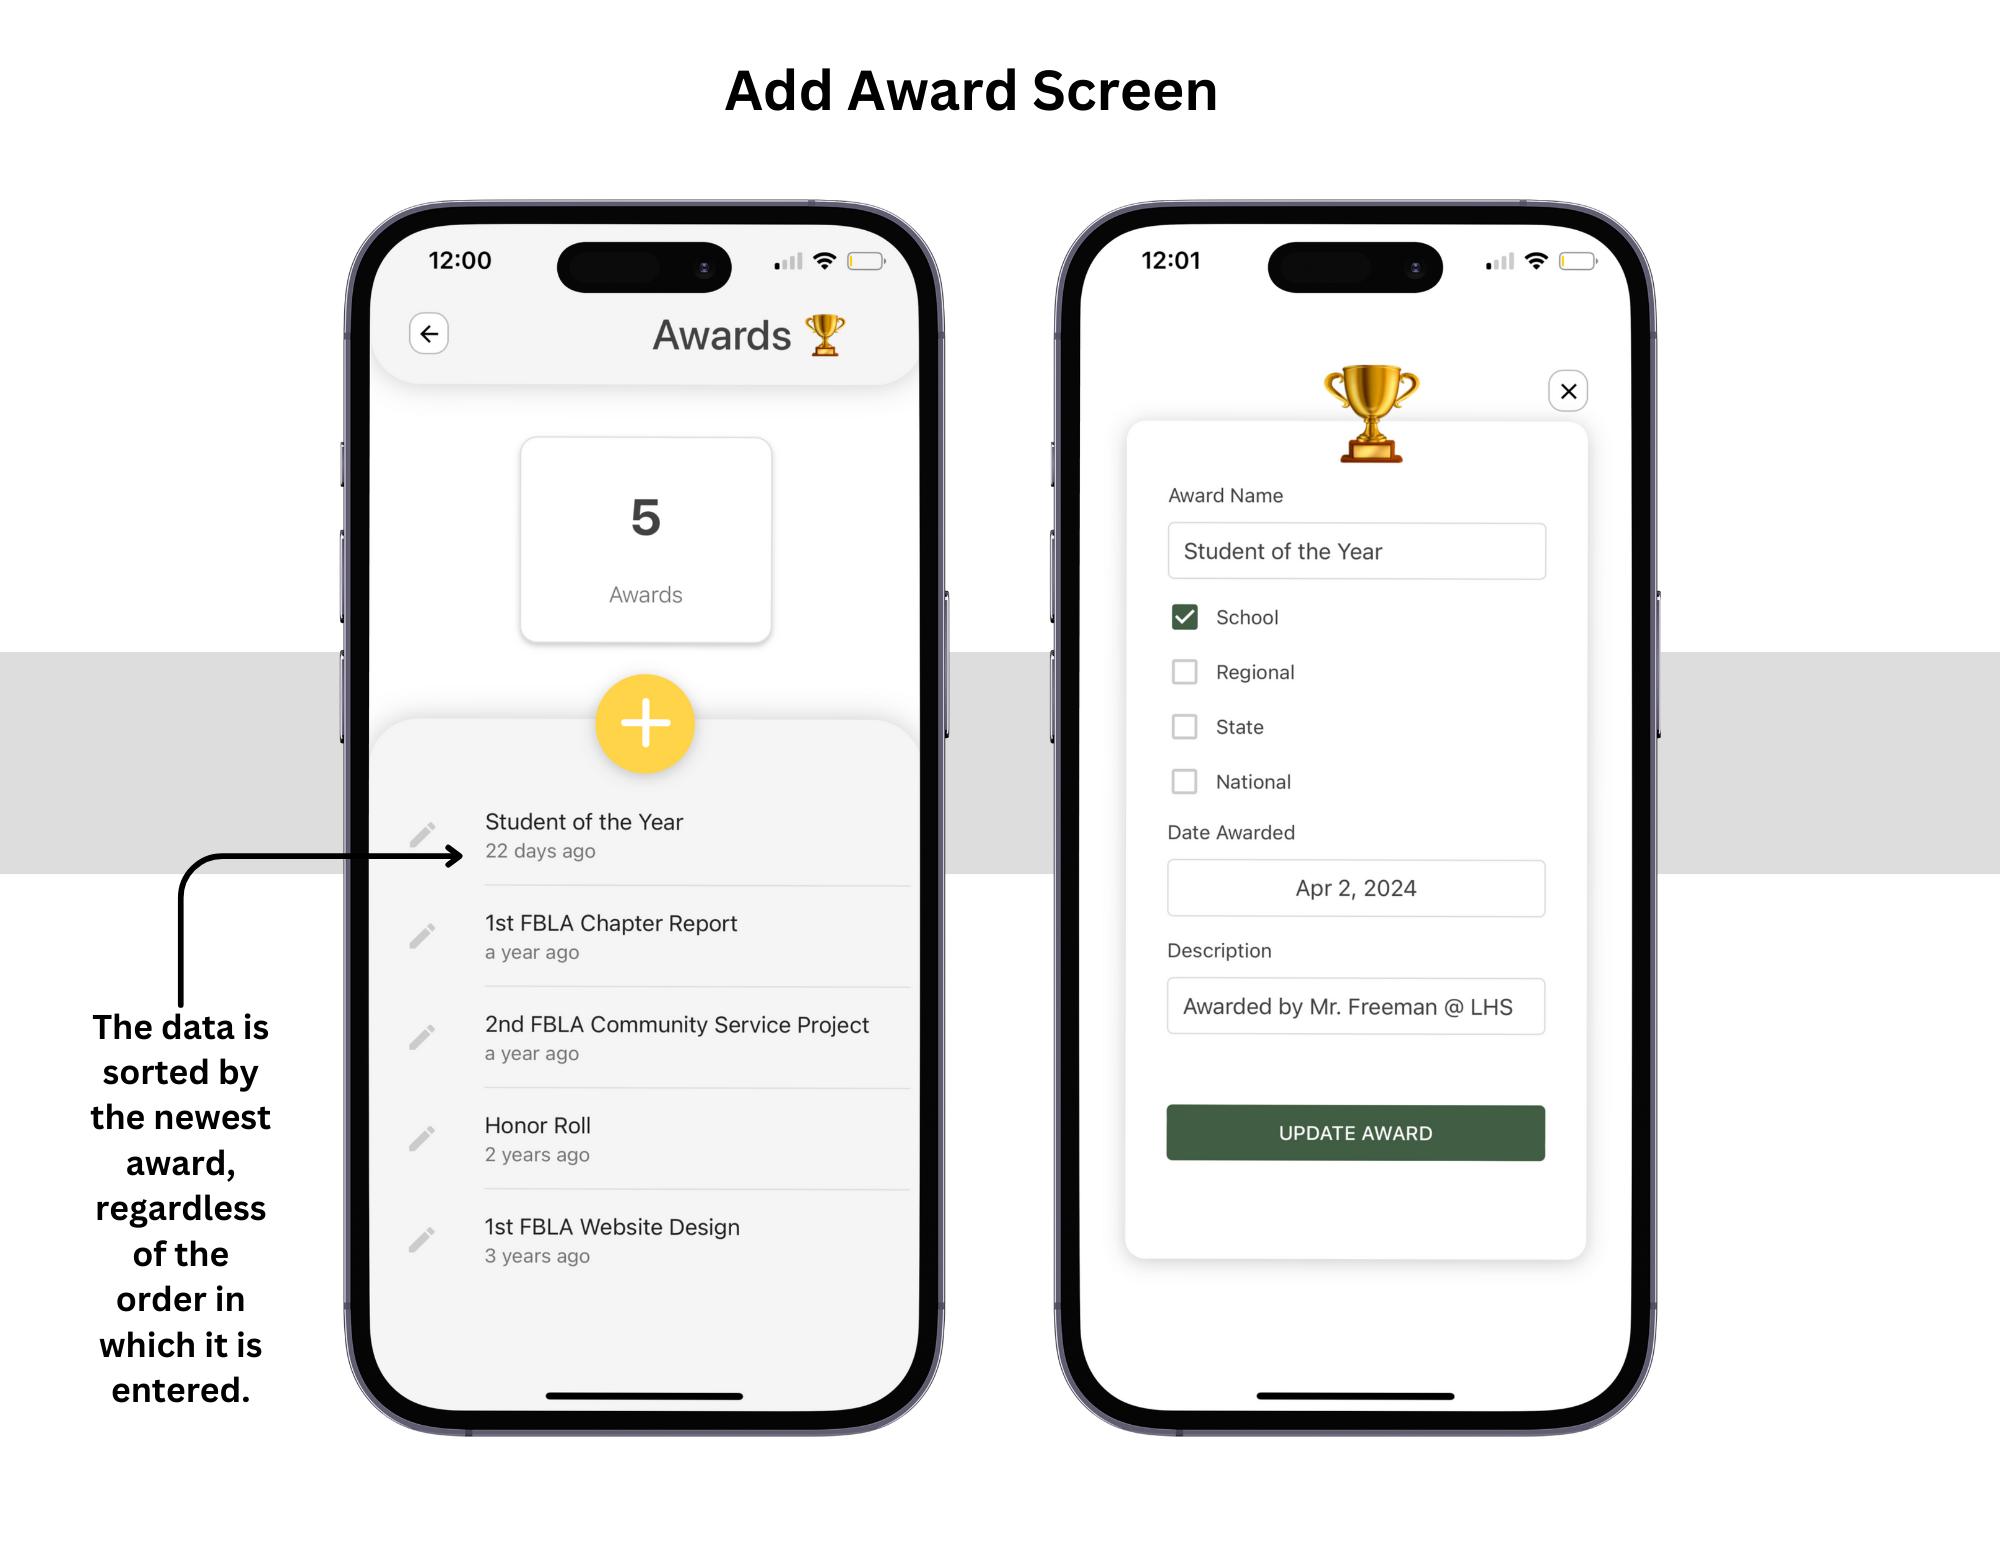 Add Award Screen
12:00
Awards
5
Awards
Student of the Year
22 days ago
1st FBLA Chapter Report
a year ago
2nd FBLA Community Service Project
a year ago
Honor Roll
2 years ago
1st FBLA Website Design
3 years ago
The data is
sorted by
the newest
award,
regardless
of the
order in
which it is
entered.
12:01
Award Name
Student of the Year
School
Regional
State
National
Date Awarded
Apr 2, 2024
Description
Awarded by Mr. Freeman @ LHS
UPDATE AWARD